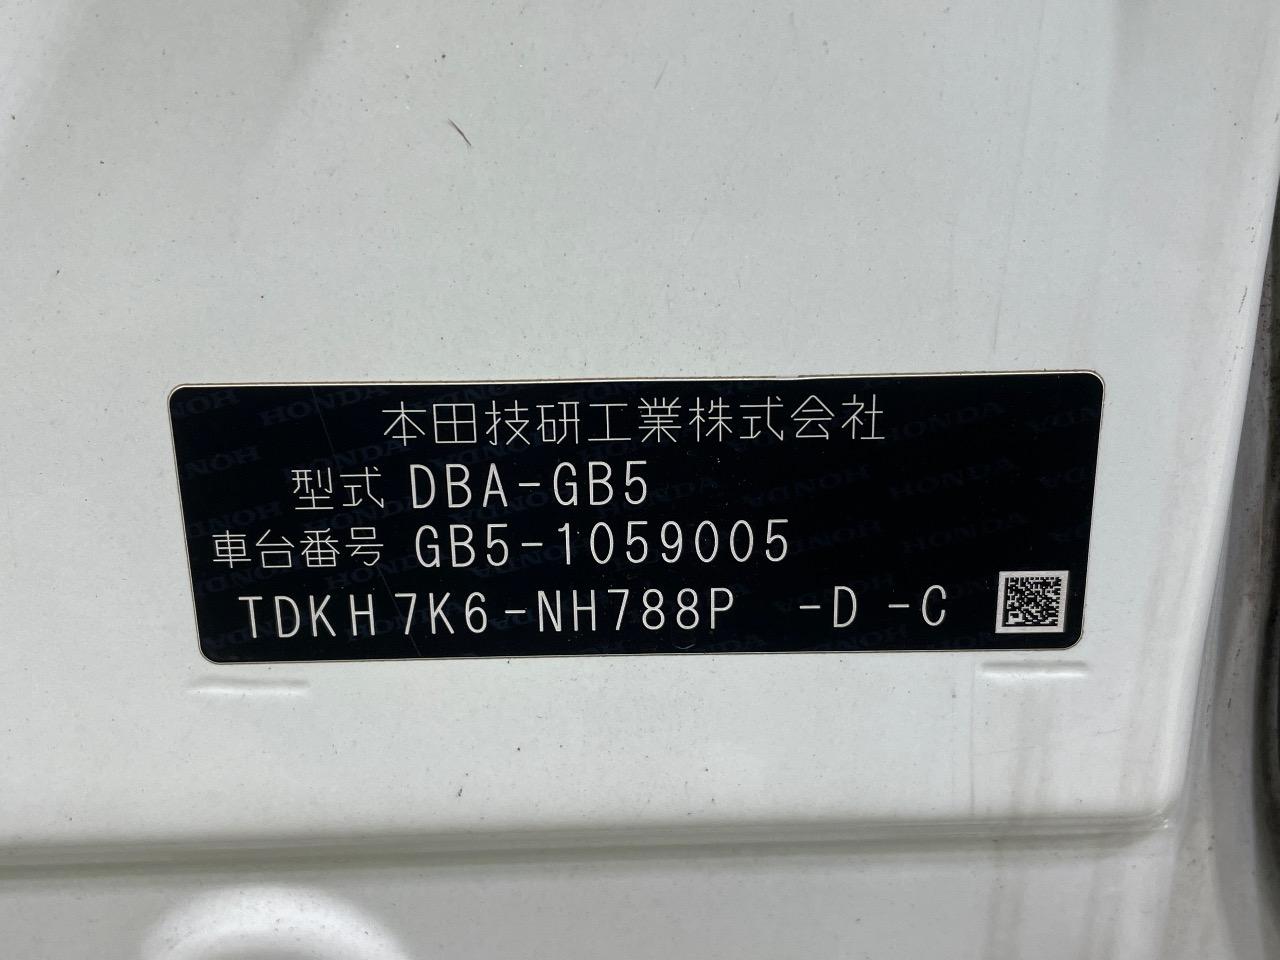 本田技研工業株式会社
型式 DBA-GB5
車台番号 GB5-1059005
TDKH7K6-NH788P -D -C